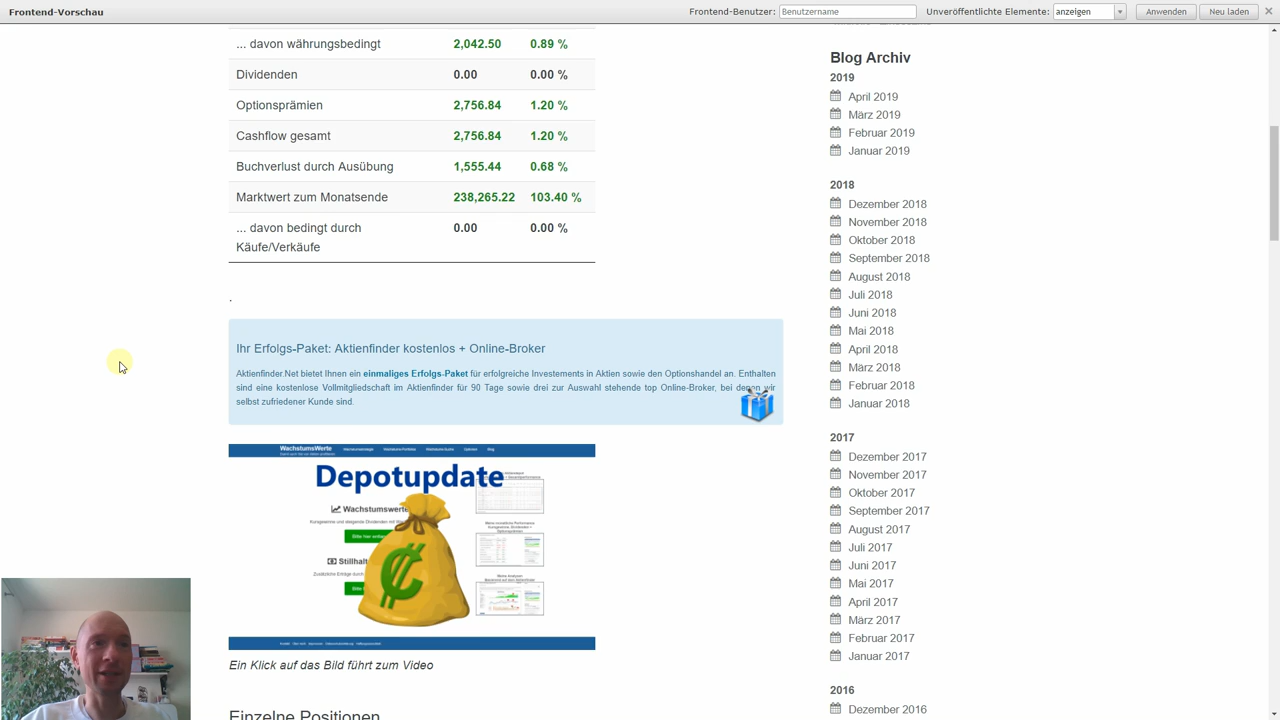 Frontend-Vorschau
Frontend-Benutzer: Benutzername Unveröffentlichte Elemente: anzeigen Anwenden Neu laden
... davon währungsbedingt 2,042.50 0.89 %
Dividenden 0.00 0.00 %
Optionsprämien 2,756.84 1.20 %
Cashflow gesamt 2,756.84 1.20 %
Buchverlust durch Ausübung 1,555.44 0.68 %
Marktwert zum Monatsende 238,265.22 103.40 %
... davon bedingt durch 0.00 0.00 %
Käufe/Verkäufe
.
Ihr Erfolgs-Paket: Aktienfinder kostenlos + Online-Broker
Aktienfinder.Net bietet Ihnen ein einmaliges Erfolgs-Paket für erfolgreiche Investements in Aktien sowie den Optionshandel an. Enthalten
sind eine kostenlose Vollmitgliedschaft im Aktienfinder für 90 Tage sowie drei zur Auswahl stehende top Online-Broker, bei denen wir
selbst zufriedener Kunde sind.
WachstumsWerte
Depotupdate
Wachstumswerte
Stillhalt
Ein Klick auf das Bild führt zum Video
Einzelne Positionen
Blog Archiv
2019
April 2019
März 2019
Februar 2019
Januar 2019
2018
Dezember 2018
November 2018
Oktober 2018
September 2018
August 2018
Juli 2018
Juni 2018
Mai 2018
April 2018
März 2018
Februar 2018
Januar 2018
2017
Dezember 2017
November 2017
Oktober 2017
September 2017
August 2017
Juli 2017
Juni 2017
Mai 2017
April 2017
März 2017
Februar 2017
Januar 2017
2016
Dezember 2016